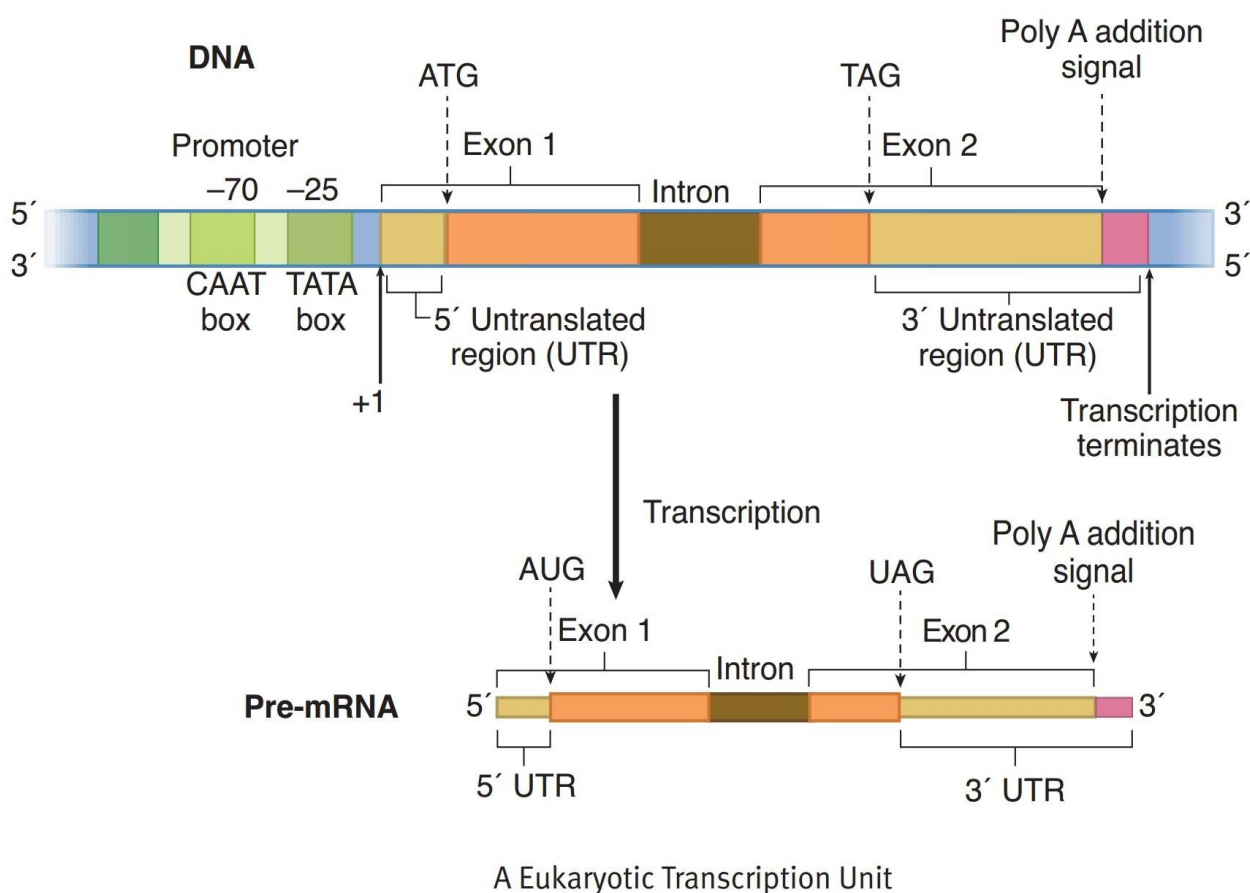 DNA
Poly A addition
signal
ATG
TAG
Promoter
Exon 1
Exon 2
–70
–25
Intron
5´
3´
3´
5´
CAAT
box
TATA
box
5´ Untranslated
region (UTR)
3´ Untranslated
region (UTR)
+1
Transcription
terminates
Transcription
Poly A addition
signal
AUG
UAG
Exon 1
Exon 2
Intron
Pre-mRNA
5´
3´
5´ UTR
3´ UTR
A Eukaryotic Transcription Unit